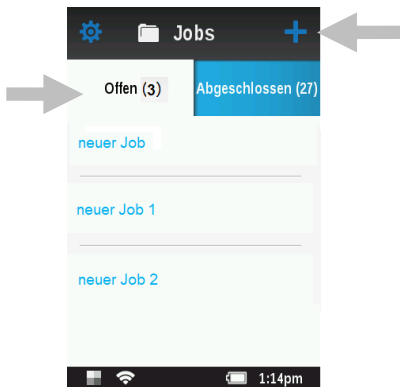 Jobs
Offen (3) Abgeschlossen (27)
neuer Job
neuer Job 1
neuer Job 2
1:14pm